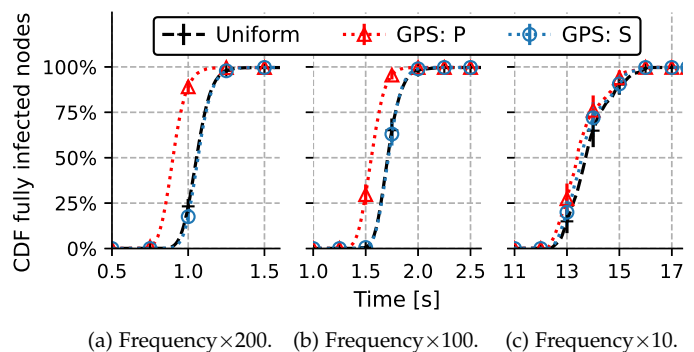 Uniform GPS: P GPS: S
CDF fully infected nodes
100%
75%
50%
25%
0%
0.5 1.0 1.5 1.0 1.5 2.0 2.5 11 13 15 17
Time [s]
(a) Frequency×200. (b) Frequency×100. (c) Frequency×10.